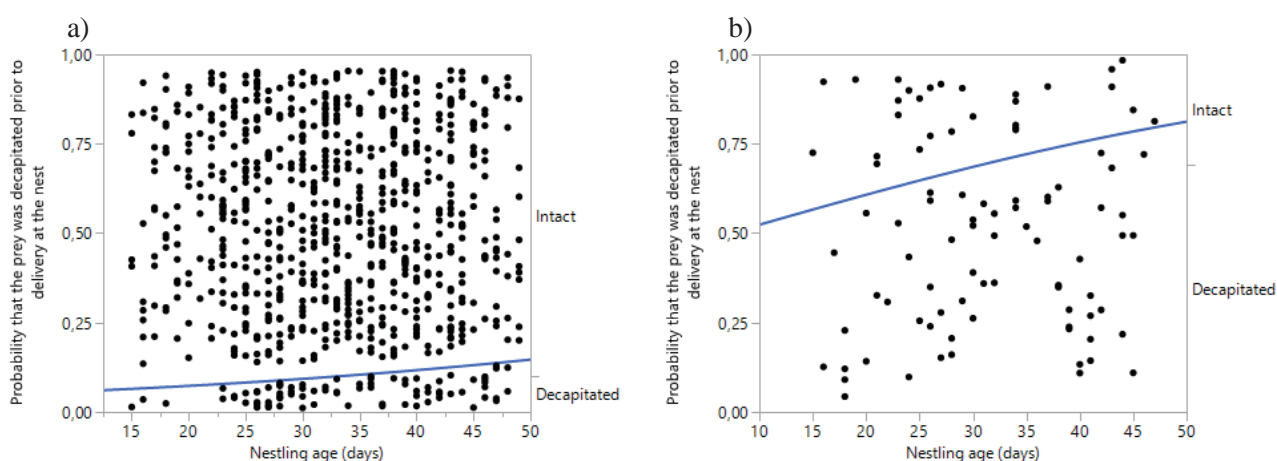 a)
Probability that the prey was decapitated prior to
delivery at the nest
1,00
0,75
0,50
0,25
0,00
Intact
Decapitated
15 20 25 30 35 40 45 50
Nestling age (days)
b)
Probability that the prey was decapitated prior to
delivery at the nest
1,00
0,75
0,50
0,25
0,00
Intact
Decapitated
10 15 20 25 30 35 40 45 50
Nestling age (days)